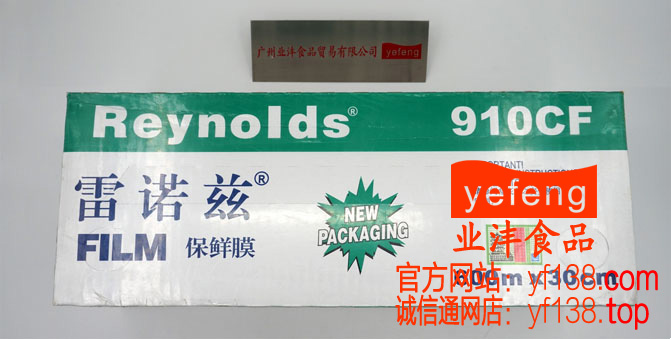 广州业沣食品贸易有限公司 yefeng
Reynolds® 910CF
雷诺兹®
FILM 保鲜膜
NEW
PACKAGING
yefeng
业沣食品
600m x 30cm
官方网站：yf138.com
诚信通网店：yf138.top